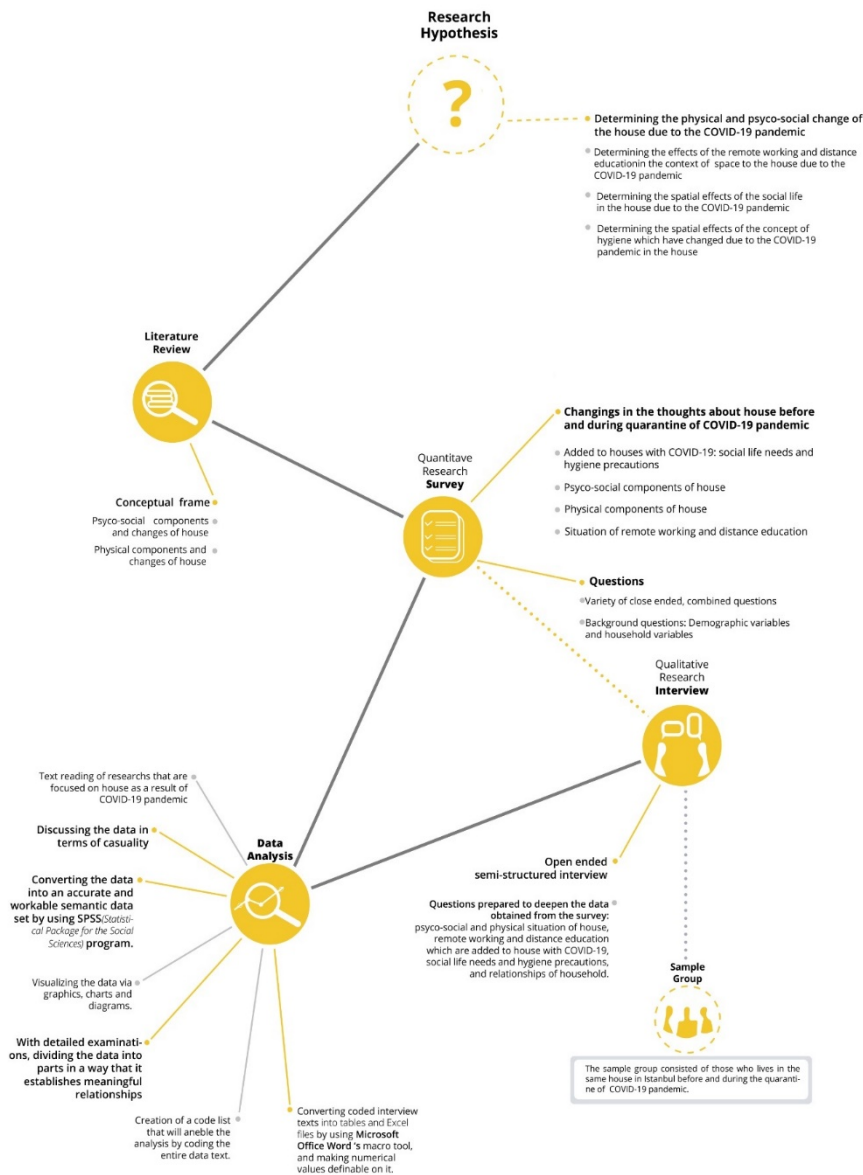 Research
Hypothesis
?
Determining the physical and psyco-social change of
the house due to the COVID-19 pandemic
Determining the effects of the remote working and distance
educationin the context of space to the house due to the
COVID-19 pandemic
Determining the spatial effects of the social life
in the house due to the COVID-19 pandemic
Determining the spatial effects of the concept of
hygiene which have changed due to the COVID-19
pandemic in the house
Literature
Review
Conceptual frame
Psyco-social components
and changes of house
Physical components and
changes of house
Quantitave
Research
Survey
Changings in the thoughts about house before
and during quarantine of COVID-19 pandemic
Added to houses with COVID-19: social life needs and
hygiene precautions
Psyco-social components of house
Physical components of house
Situation of remote working and distance education
Questions
Variety of close ended, combined questions
Background questions: Demographic variables
and household variables
Qualitative
Research
Interview
Open ended
semi-structured interview
Questions prepared to deepen the data
obtained from the survey:
psyco-social and physical situation of house,
remote working and distance education
which are added to house with COVID-19,
social life needs and hygiene precautions,
and relationships of household.
Sample
Group
The sample group consisted of those who lives in the
same house in Istanbul before and during the quaranti-
ne of COVID-19 pandemic.
Data
Analysis
Text reading of researchs that are
focused on house as a result of
COVID-19 pandemic
Discussing the data in
terms of casuality
Converting the data
into an accurate and
workable semantic data
set by using SPSS(Statisti-
cal Package for the Social
Sciences) program.
Visualizing the data via
graphics, charts and
diagrams.
With detailed examinati-
ons, dividing the data into
parts in a way that it
establishes meaningful
relationships
Creation of a code list
that will aneble the
analysis by coding the
entire data text.
Converting coded interview
texts into tables and Excel
files by using Microsoft
Office Word 's macro tool,
and making numerical
values definable on it.